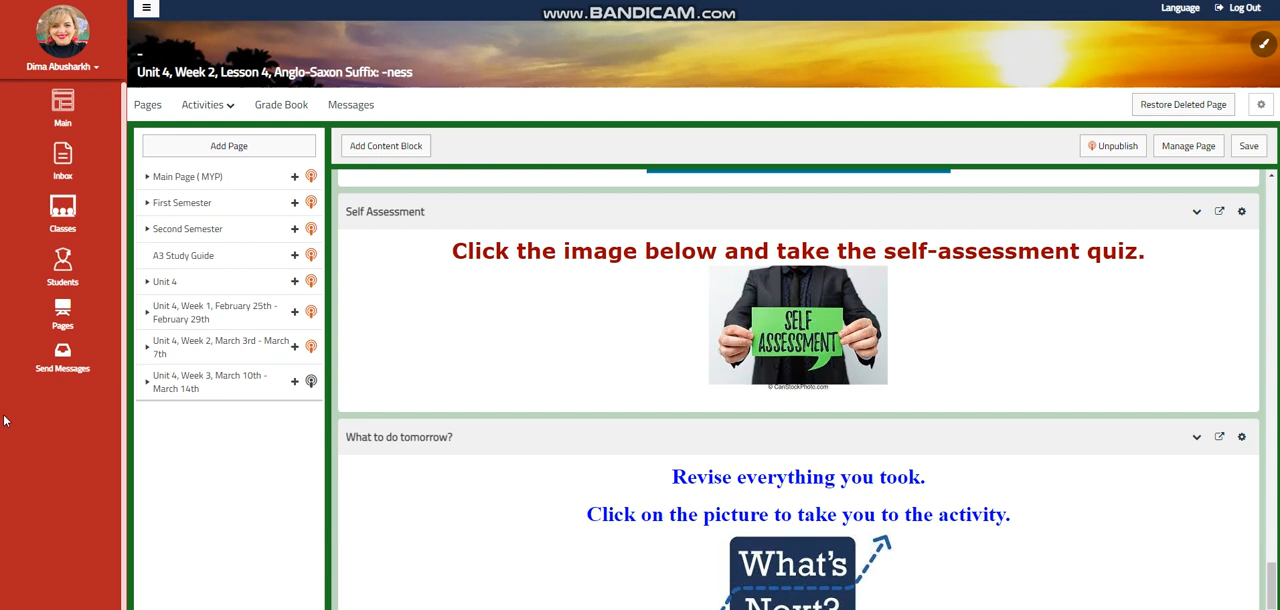 www.BANDICAM.com
Language
Log Out
Dima Abusharkh
-
Unit 4, Week 2, Lesson 4, Anglo-Saxon Suffix: -ness
Pages
Activities
Grade Book
Messages
Restore Deleted Page
Main
Inbox
Classes
Students
Pages
Send Messages
Add Page
Main Page ( MYP)
First Semester
Second Semester
A3 Study Guide
Unit 4
Unit 4, Week 1, February 25th -
February 29th
Unit 4, Week 2, March 3rd - March
7th
Unit 4, Week 3, March 10th -
March 14th
Add Content Block
Unpublish
Manage Page
Save
Self Assessment
Click the image below and take the self-assessment quiz.
SELF
ASSESSMENT
© CanStockPhoto.com
What to do tomorrow?
Revise everything you took.
Click on the picture to take you to the activity.
What's
Next?